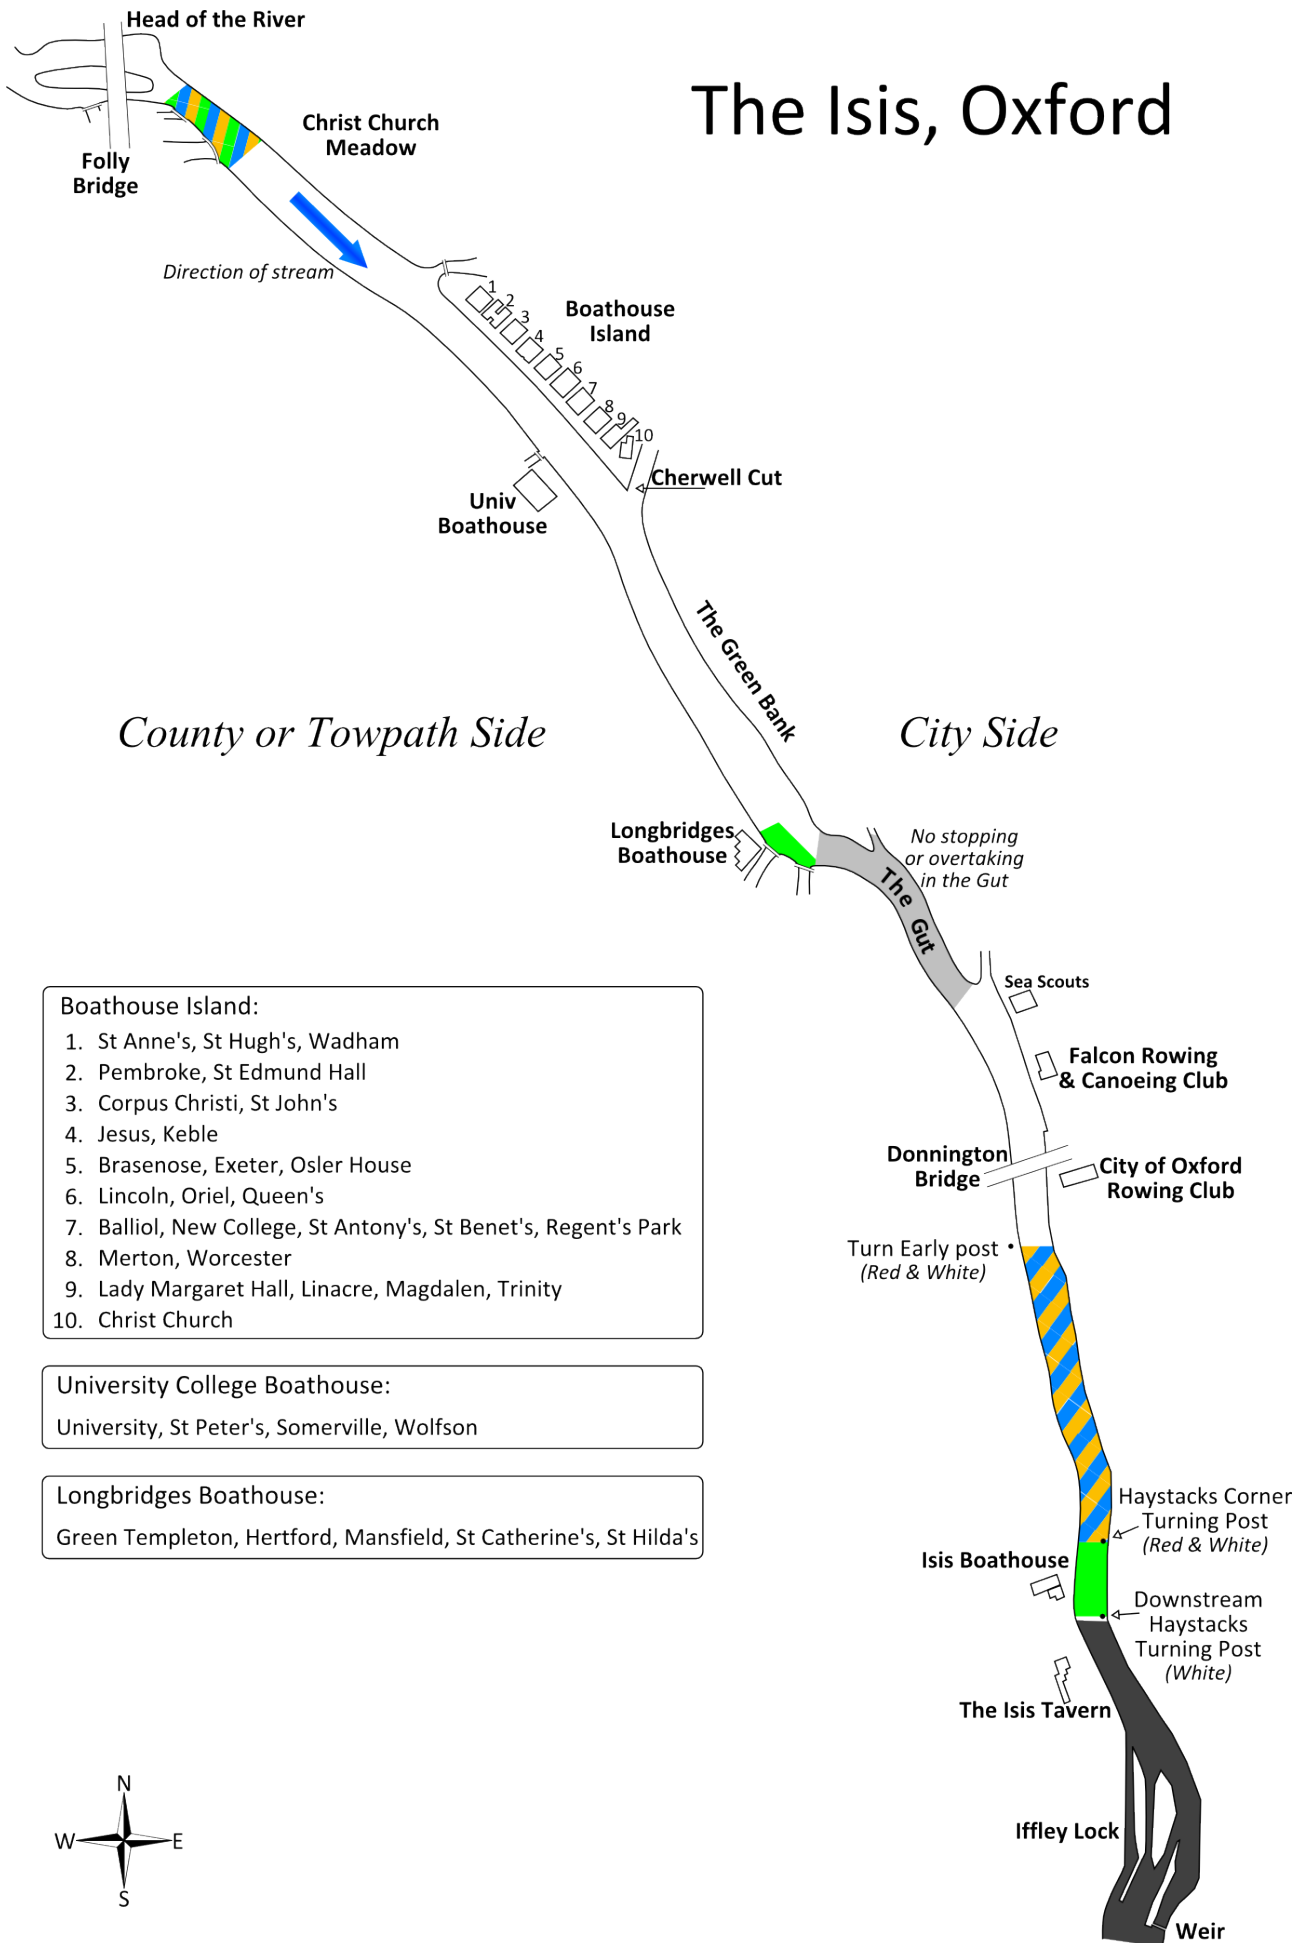 Head of the River
The Isis, Oxford
Christ Church
Meadow
Folly
Bridge
Direction of stream
1
2
3
4
5
6
7
8
9
10
Boathouse
Island
Cherwell Cut
Univ
Boathouse
The Green Bank
County or Towpath Side
City Side
Longbridges
Boathouse
No stopping
or overtaking
in the Gut
The Gut
Sea Scouts
Falcon Rowing
& Canoeing Club
Donnington
Bridge
City of Oxford
Rowing Club
Turn Early post
(Red & White)
Haystacks Corner
Turning Post
(Red & White)
Isis Boathouse
Downstream
Haystacks
Turning Post
(White)
The Isis Tavern
Iffley Lock
Weir
Boathouse Island:
1. St Anne's, St Hugh's, Wadham
2. Pembroke, St Edmund Hall
3. Corpus Christi, St John's
4. Jesus, Keble
5. Brasenose, Exeter, Osler House
6. Lincoln, Oriel, Queen's
7. Balliol, New College, St Antony's, St Benet's, Regent's Park
8. Merton, Worcester
9. Lady Margaret Hall, Linacre, Magdalen, Trinity
10. Christ Church
University College Boathouse:
University, St Peter's, Somerville, Wolfson
Longbridges Boathouse:
Green Templeton, Hertford, Mansfield, St Catherine's, St Hilda's
N
W E
S